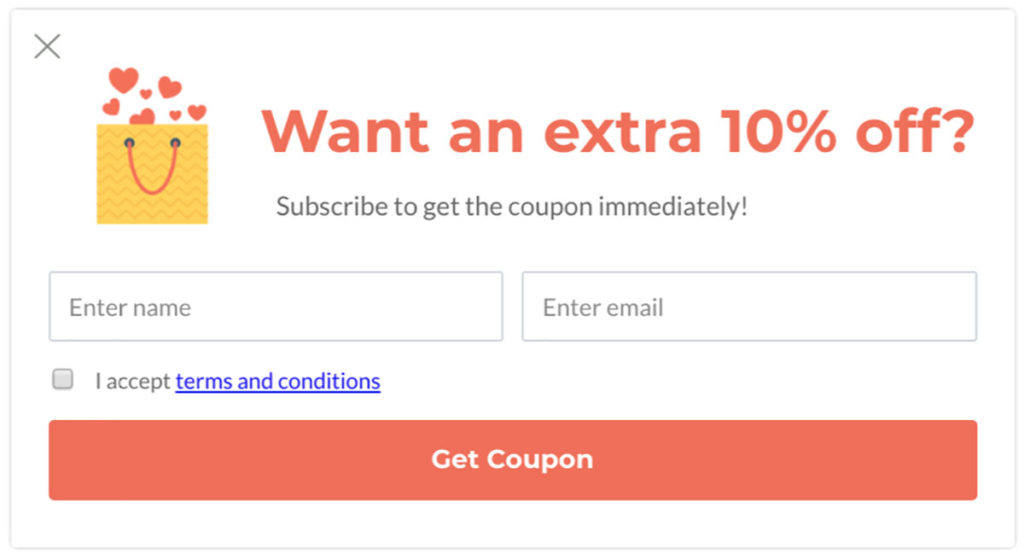 Want an extra 10% off?
Subscribe to get the coupon immediately!
Enter name
Enter email
I accept terms and conditions
Get Coupon